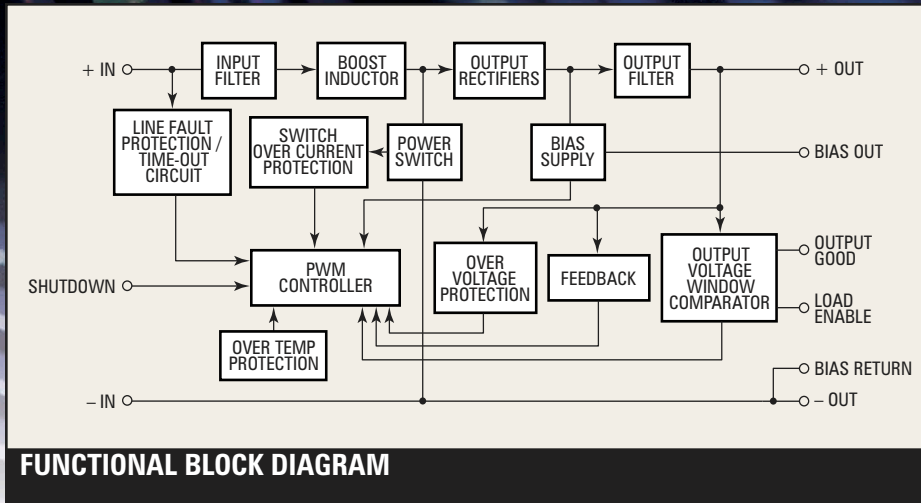 + IN
INPUT
FILTER
BOOST
INDUCTOR
OUTPUT
RECTIFIERS
OUTPUT
FILTER
+ OUT
LINE FAULT
PROTECTION /
TIME-OUT
CIRCUIT
SWITCH
OVER CURRENT
PROTECTION
POWER
SWITCH
BIAS
SUPPLY
BIAS OUT
SHUTDOWN
PWM
CONTROLLER
OVER
VOLTAGE
PROTECTION
FEEDBACK
OUTPUT
VOLTAGE
WINDOW
COMPARATOR
OUTPUT
GOOD
LOAD
ENABLE
OVER TEMP
PROTECTION
BIAS RETURN
– IN
– OUT
FUNCTIONAL BLOCK DIAGRAM